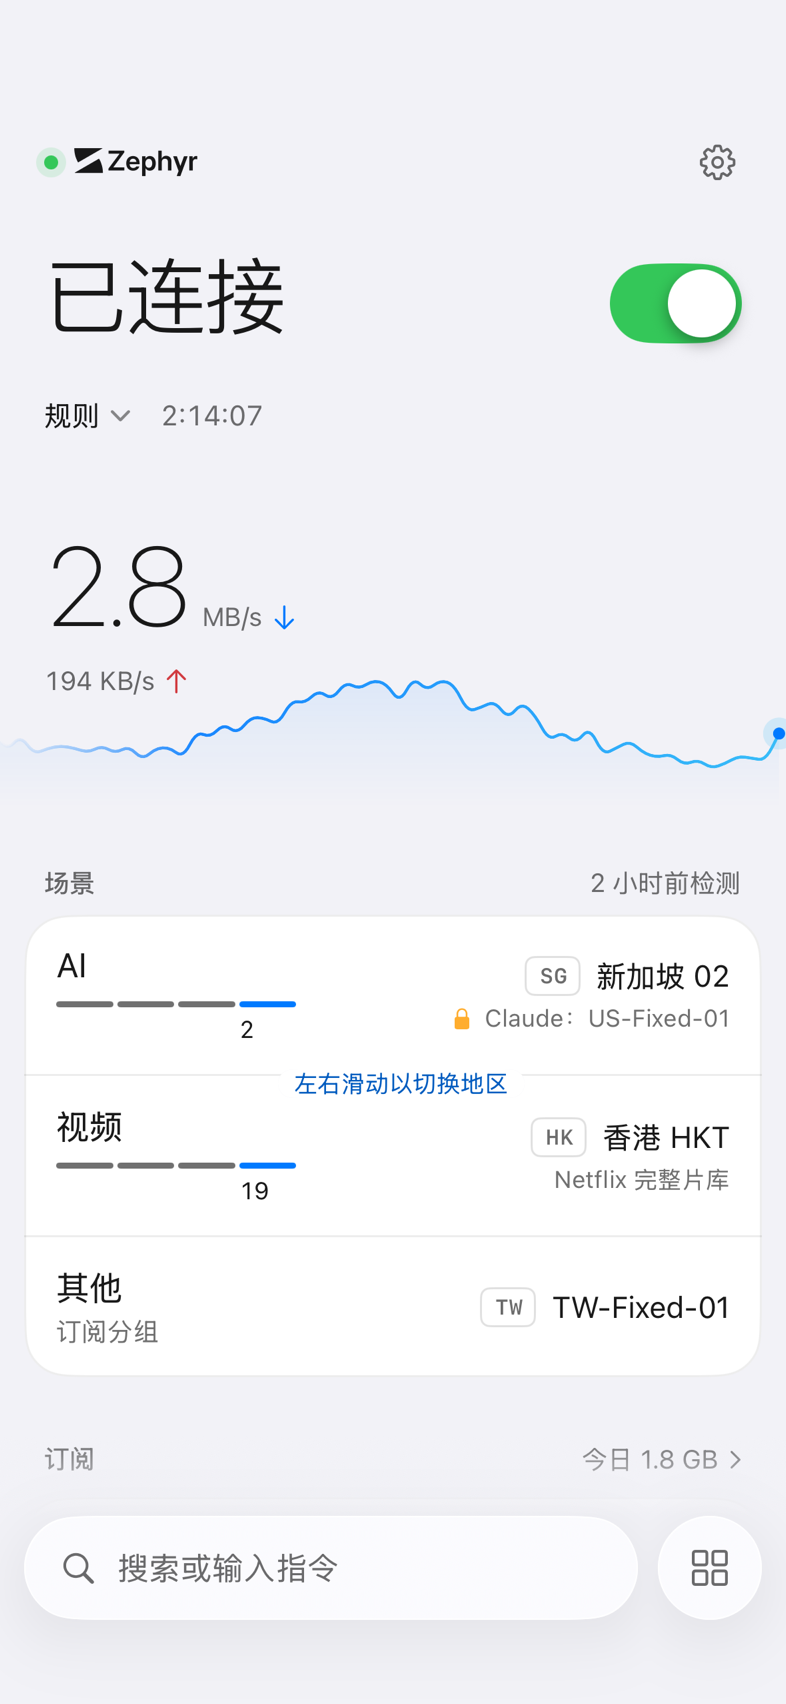 Zephyr
已连接
规则 2:14:07
2.8 MB/s ↓
194 KB/s ↑
场景 2 小时前检测
AI SG 新加坡 02
Claude：US-Fixed-01
2
左右滑动以切换地区
视频 HK 香港 HKT
Netflix 完整片库
19
其他 TW TW-Fixed-01
订阅分组
订阅 今日 1.8 GB
搜索或输入指令